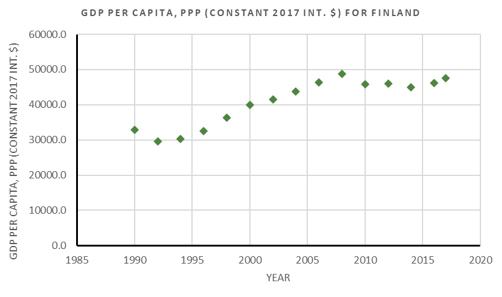 GDP PER CAPITA, PPP (CONSTANT 2017 INT. $) FOR FINLAND
GDP PER CAPITA, PPP (CONSTANT 2017 INT. $)
60000.0
50000.0
40000.0
30000.0
20000.0
10000.0
0.0
1985 1990 1995 2000 2005 2010 2015 2020
YEAR